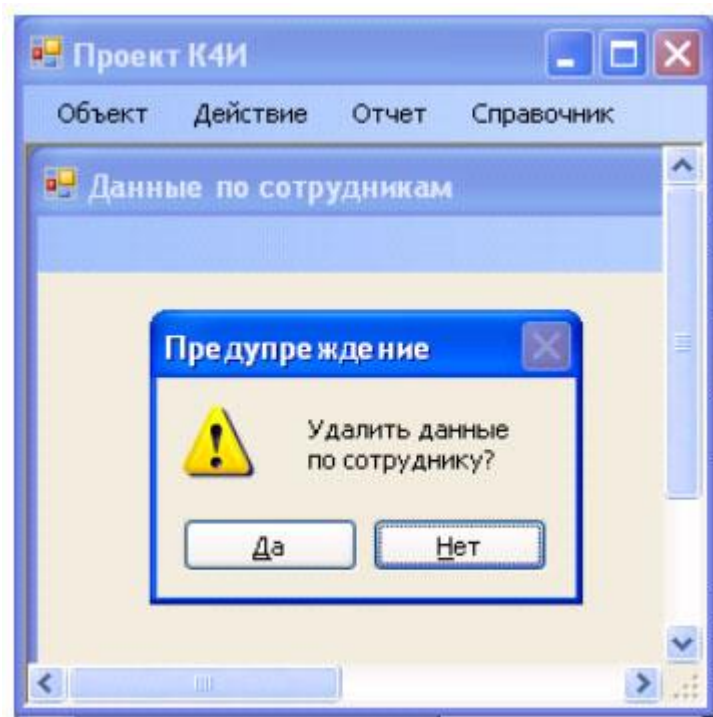 Проект К4И
Объект Действие Отчет Справочник
Данные по сотрудникам
Предупреждение
Удалить данные
по сотруднику?
Да Нет